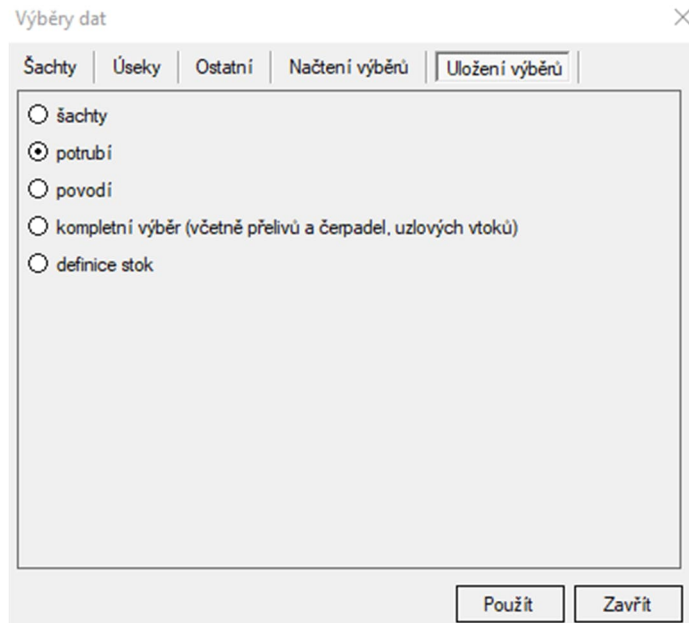 Výběry dat
Šachty Úseky Ostatní Načtení výběrů Uložení výběrů
šachty
potrubí
povodí
kompletní výběr (včetně přelivů a čerpadel, uzlových vtoků)
definice stok
Použít Zavřít